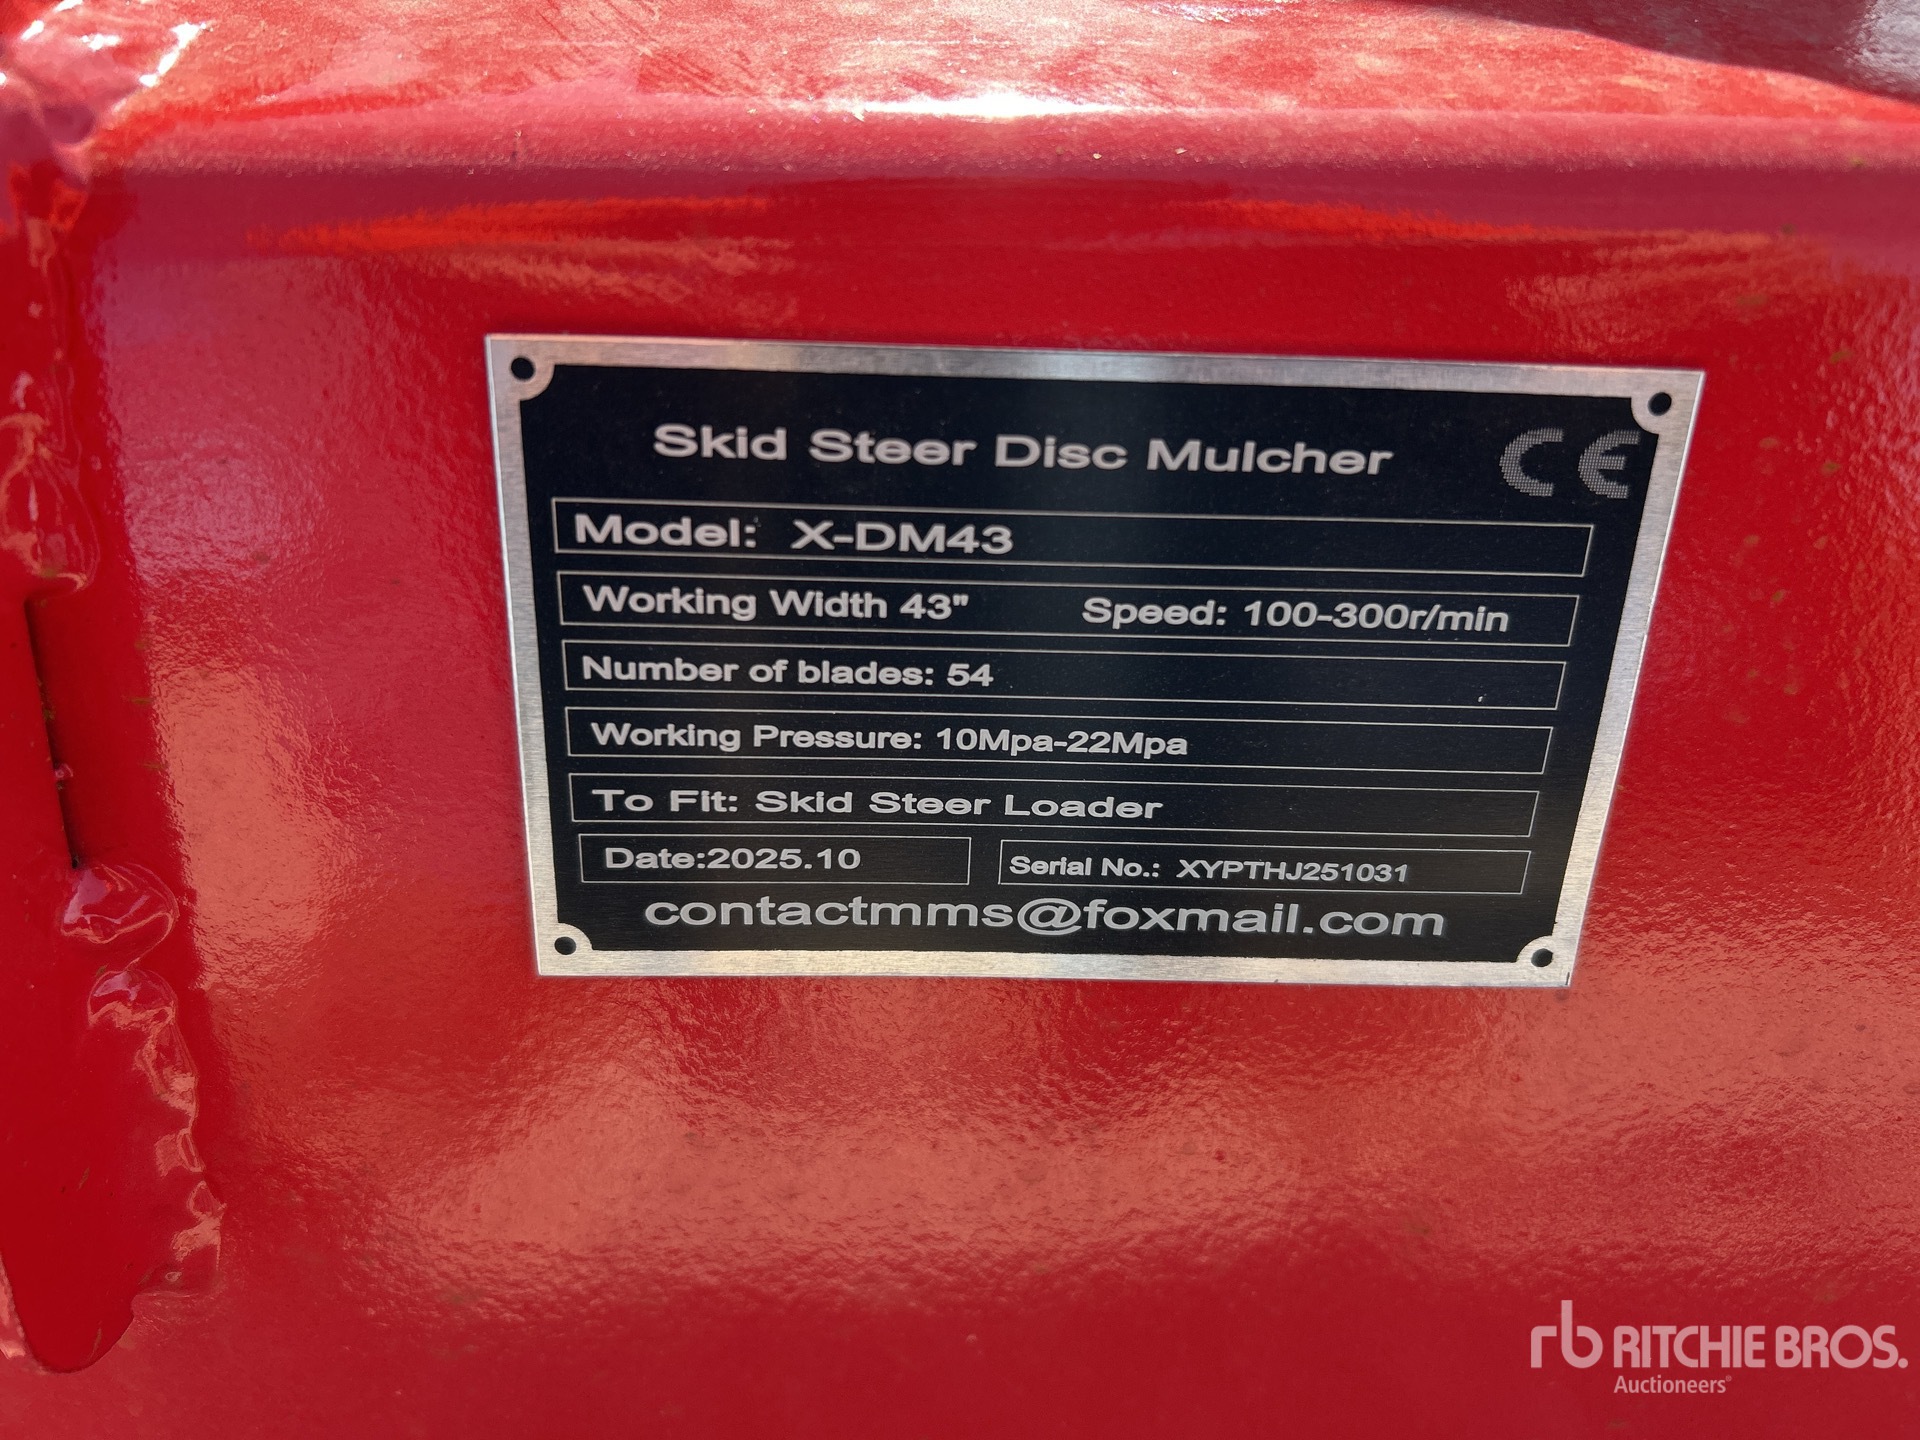 Skid Steer Disc Mulcher CE
Model: X-DM43
Working Width 43" Speed: 100-300r/min
Number of blades: 54
Working Pressure: 10Mpa-22Mpa
To Fit: Skid Steer Loader
Date:2025.10 Serial No.: XYPTHJ251031
contactmms@foxmail.com
rb RITCHIE BROS.
Auctioneers®